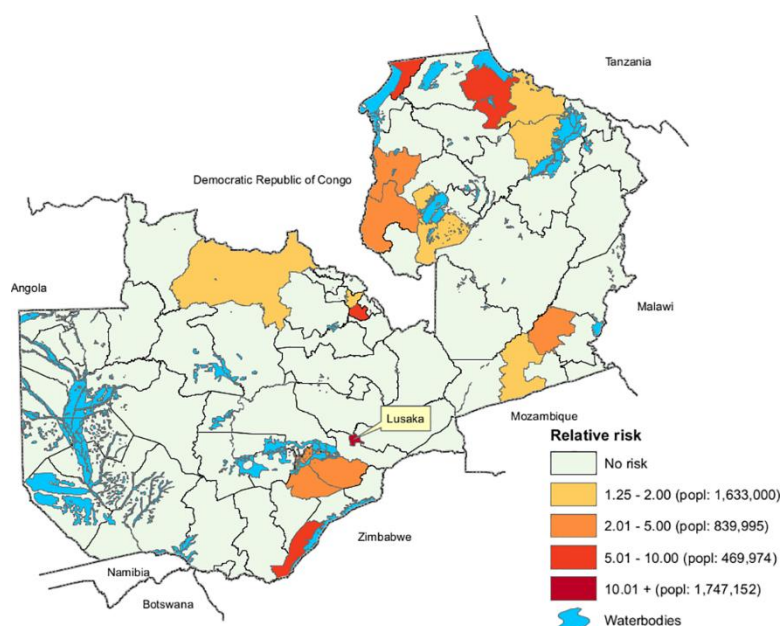 Tanzania
Democratic Republic of Congo
Angola
Malawi
Mozambique
Lusaka
Zimbabwe
Namibia
Botswana
Relative risk
No risk
1.25 - 2.00 (popl: 1,633,000)
2.01 - 5.00 (popl: 839,995)
5.01 - 10.00 (popl: 469,974)
10.01 + (popl: 1,747,152)
Waterbodies